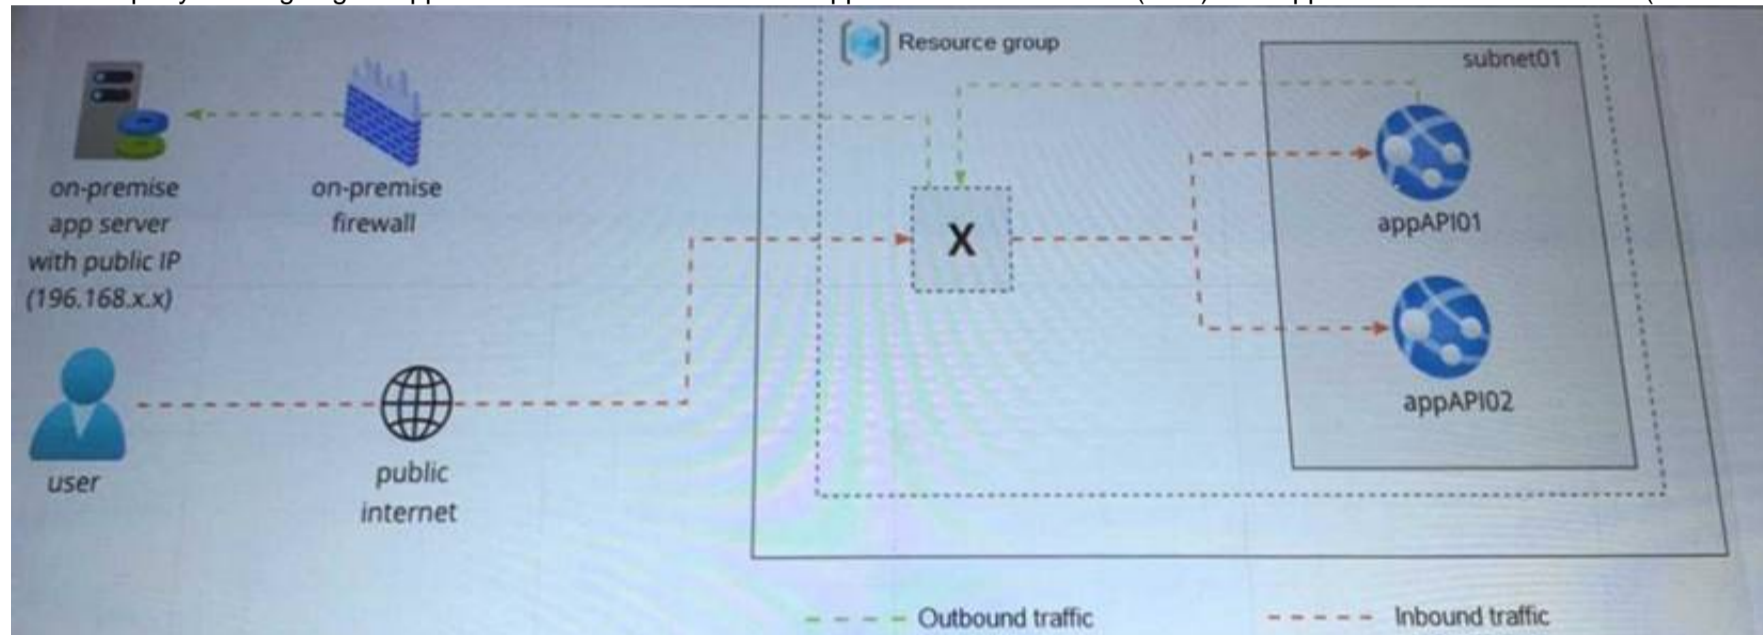 Resource group
subnet01
on-premise
app server
with public IP
(196.168.x.x)
on-premise
firewall
X
appAPI01
appAPI02
user
public
internet
Outbound traffic
Inbound traffic